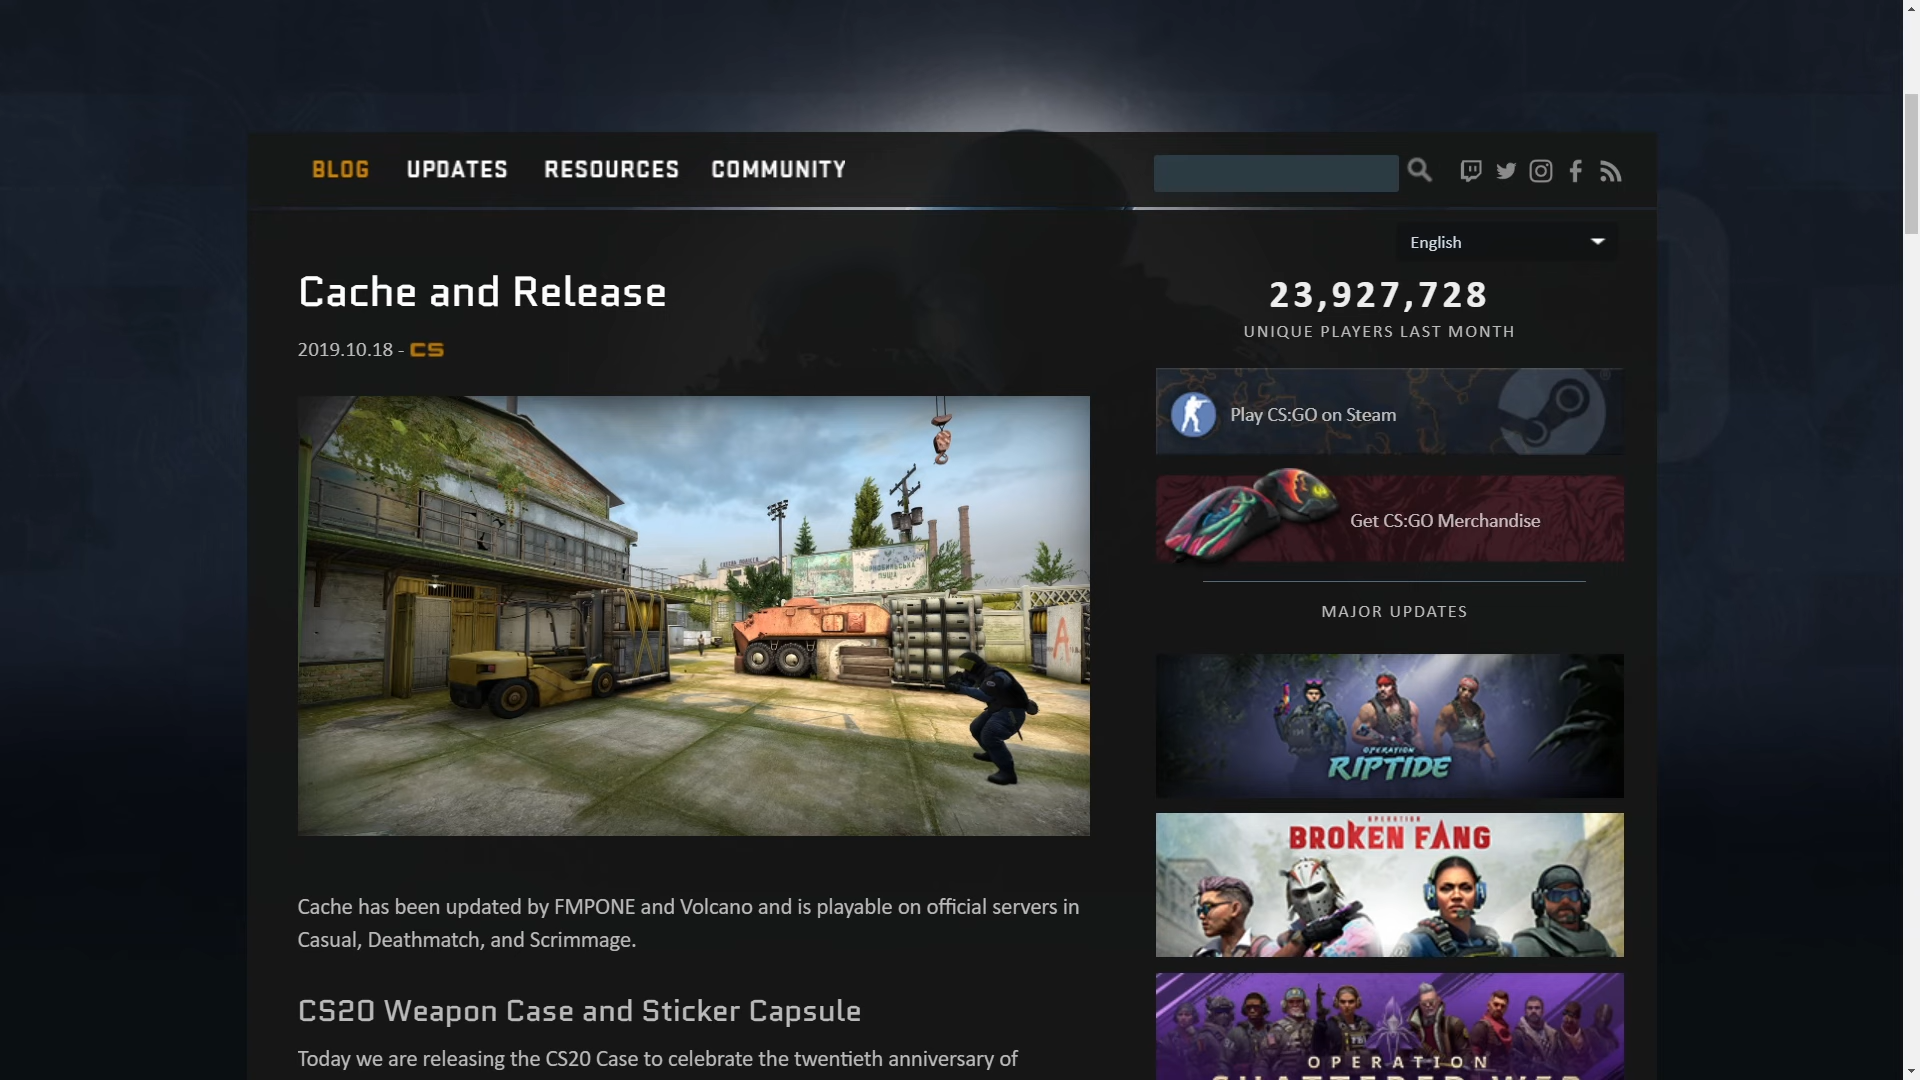 BLOG UPDATES RESOURCES COMMUNITY
English
Cache and Release
2019.10.18 - CS
A
Cache has been updated by FMPONE and Volcano and is playable on official servers in
Casual, Deathmatch, and Scrimmage.
CS20 Weapon Case and Sticker Capsule
Today we are releasing the CS20 Case to celebrate the twentieth anniversary of
23,927,728
UNIQUE PLAYERS LAST MONTH
Play CS:GO on Steam
Get CS:GO Merchandise
MAJOR UPDATES
OPERATION
RIPTIDE
OPERATION
BROKEN FANG
OPERATION
SHATTERED WEB